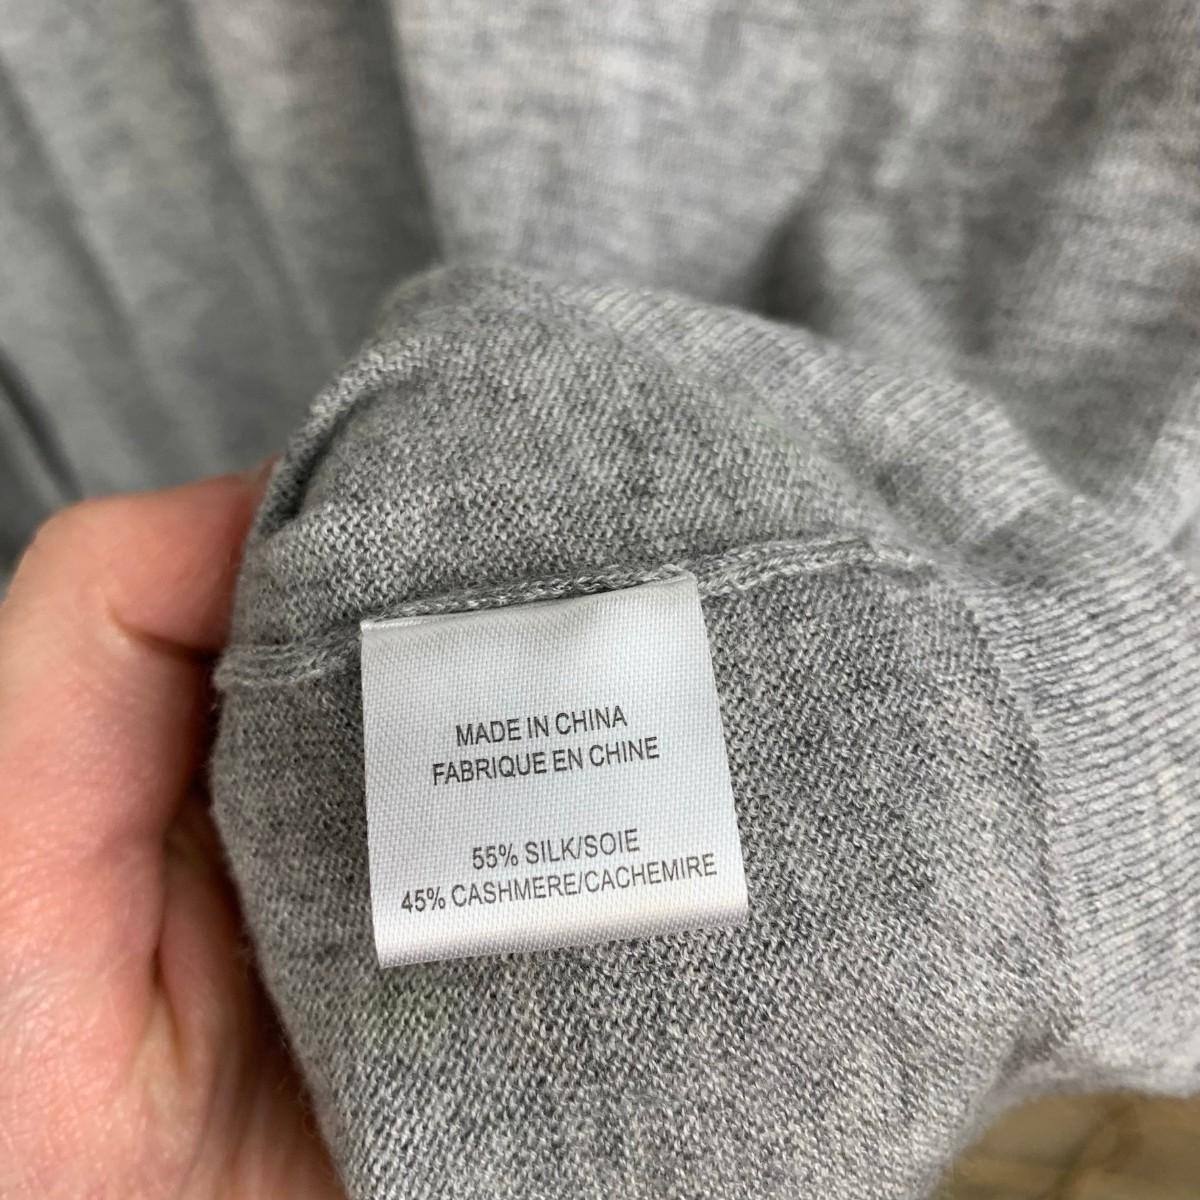 MADE IN CHINA
FABRIQUE EN CHINE
55% SILK/SOIE
45% CASHMERE/CACHEMIRE